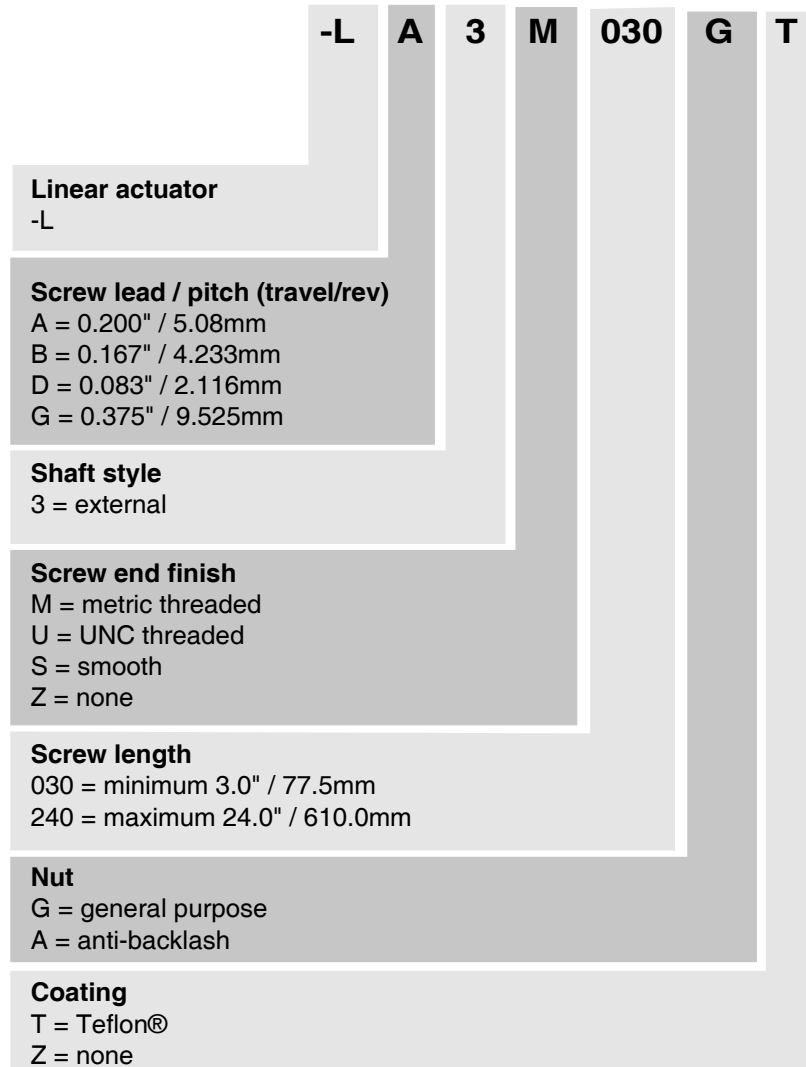 -L A 3 M 030 G T
Linear actuator
-L
Screw lead / pitch (travel/rev)
A = 0.200" / 5.08mm
B = 0.167" / 4.233mm
D = 0.083" / 2.116mm
G = 0.375" / 9.525mm
Shaft style
3 = external
Screw end finish
M = metric threaded
U = UNC threaded
S = smooth
Z = none
Screw length
030 = minimum 3.0" / 77.5mm
240 = maximum 24.0" / 610.0mm
Nut
G = general purpose
A = anti-backlash
Coating
T = Teflon®
Z = none